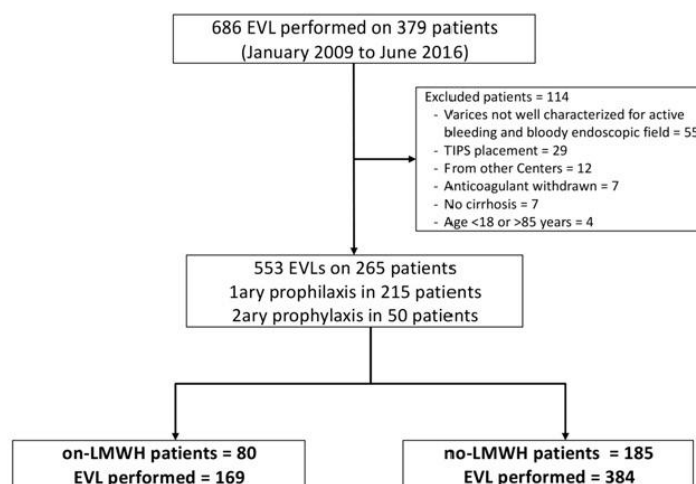 686 EVL performed on 379 patients
(January 2009 to June 2016)
Excluded patients = 114
- Varices not well characterized for active
bleeding and bloody endoscopic field = 55
- TIPS placement = 29
- From other Centers = 12
- Anticoagulant withdrawn = 7
- No cirrhosis = 7
- Age <18 or >85 years = 4
553 EVLs on 265 patients
1ary prophilaxis in 215 patients
2ary prophylaxis in 50 patients
on-LMWH patients = 80
EVL performed = 169
no-LMWH patients = 185
EVL performed = 384